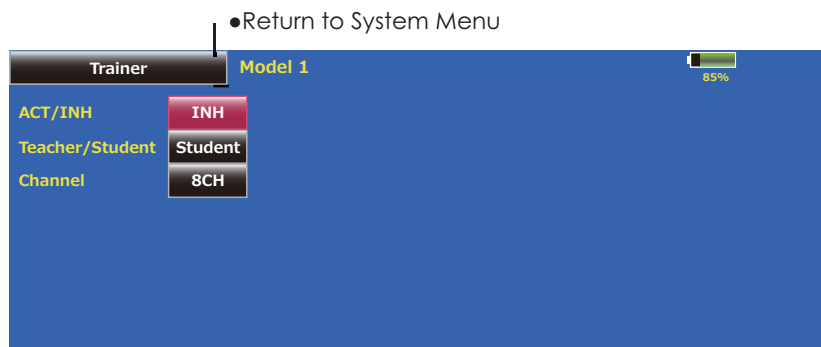 ●Return to System Menu
Trainer Model 1
85%
ACT/INH INH
Teacher/Student Student
Channel 8CH